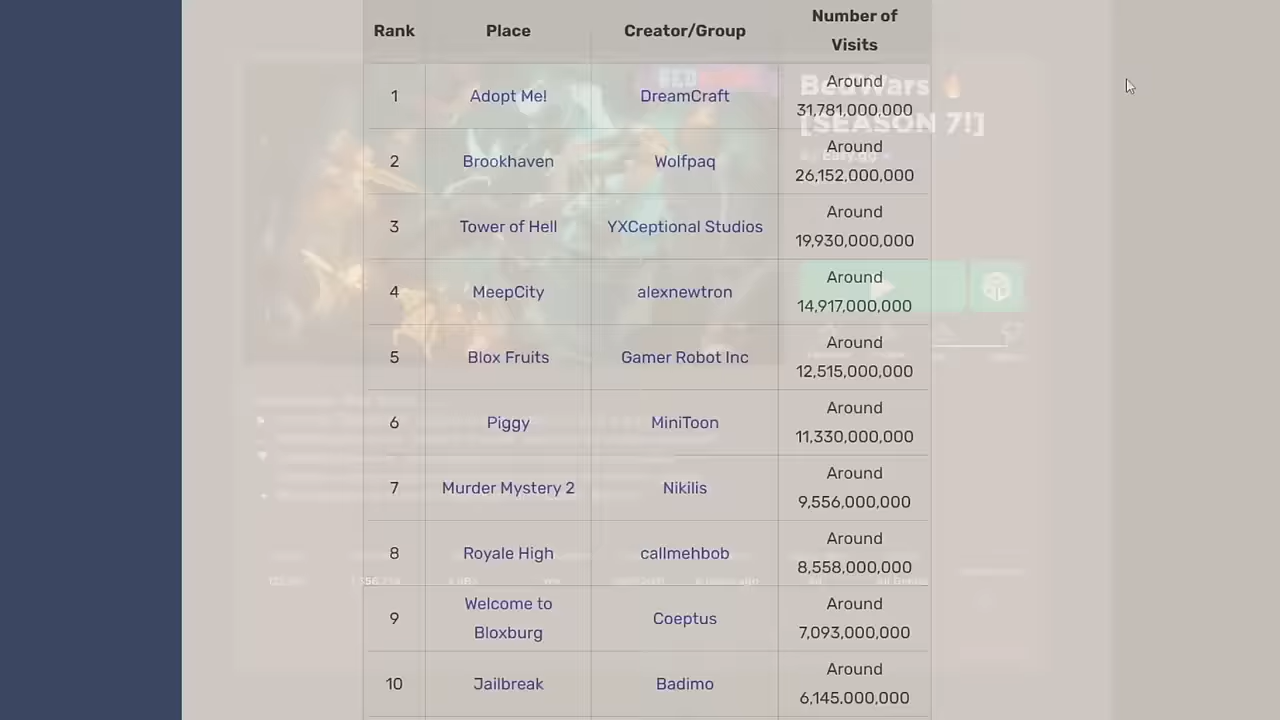 Rank Place Creator/Group Number of
Visits
1 Adopt Me! DreamCraft Around
31,781,000,000
2 Brookhaven Wolfpaq Around
26,152,000,000
3 Tower of Hell YXCeptional Studios Around
19,930,000,000
4 MeepCity alexnewtron Around
14,917,000,000
5 Blox Fruits Gamer Robot Inc Around
12,515,000,000
6 Piggy MiniToon Around
11,330,000,000
7 Murder Mystery 2 Nikilis Around
9,556,000,000
8 Royale High callmehbob Around
8,558,000,000
9 Welcome to Bloxburg Coeptus Around
7,093,000,000
10 Jailbreak Badimo Around
6,145,000,000
BedWars
[SEASON 7!]
By Easy.gg